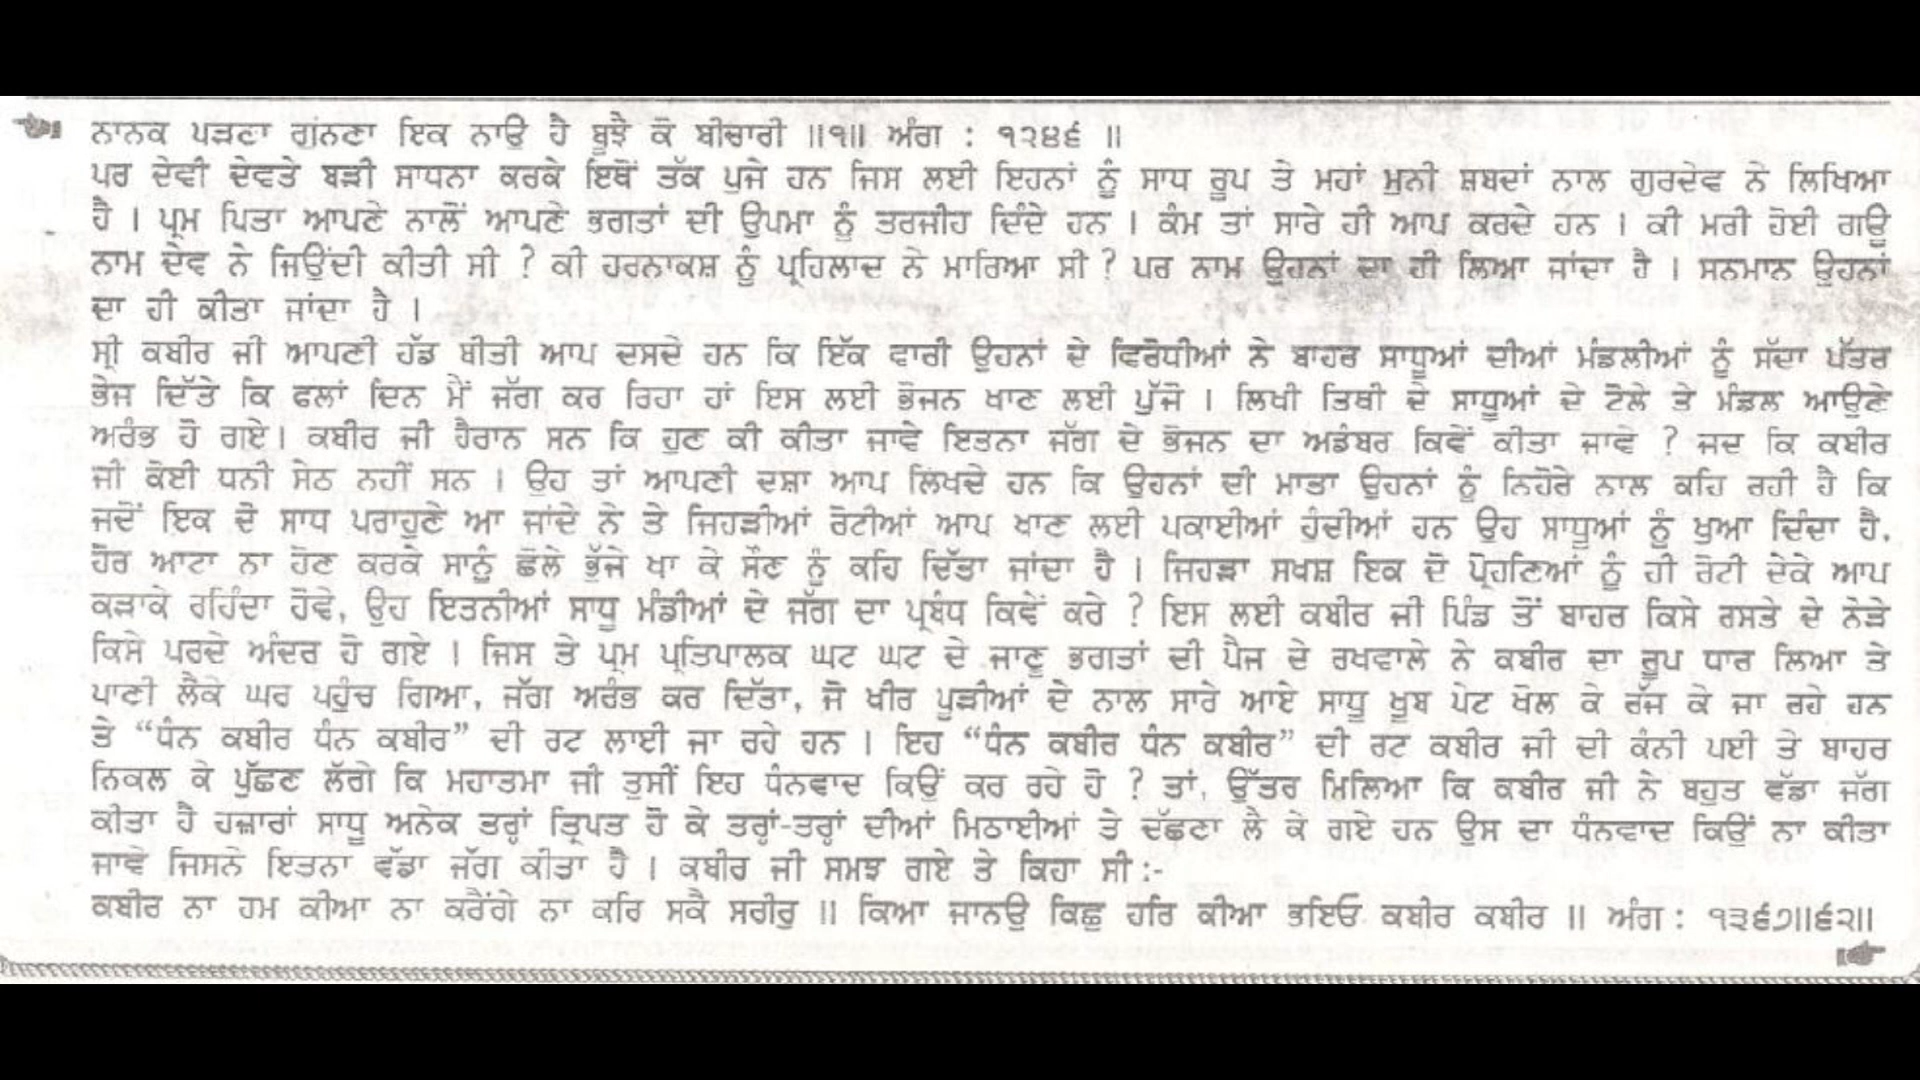 ਨਾਨਕ ਪੜਣਾ ਗੁੰਨਣਾ ਇਕ ਨਾਉ ਹੈ ਬੂਝੈ ਕੋ ਬੀਚਾਰੀ ॥੧॥ ਅੰਗ : ੧੨੪੬ ॥
ਪਰ ਦੇਵੀ ਦੇਵਤੇ ਬੜੀ ਸਾਧਨਾ ਕਰਕੇ ਇਥੋਂ ਤੱਕ ਪੁਜੇ ਹਨ ਜਿਸ ਲਈ ਇਹਨਾਂ ਨੂੰ ਸਾਧ ਰੂਪ ਤੇ ਮਹਾਂ ਮੁਨੀ ਸ਼ਬਦਾਂ ਨਾਲ ਗੁਰਦੇਵ ਨੇ ਲਿਖਿਆ
ਹੈ । ਪ੍ਰਮ ਪਿਤਾ ਆਪਣੇ ਨਾਲੋਂ ਆਪਣੇ ਭਗਤਾਂ ਦੀ ਉਪਮਾ ਨੂੰ ਤਰਜੀਹ ਦਿੰਦੇ ਹਨ । ਕੰਮ ਤਾਂ ਸਾਰੇ ਹੀ ਆਪ ਕਰਦੇ ਹਨ । ਕੀ ਮਰੀ ਹੋਈ ਗਊ
ਨਾਮ ਦੇਵ ਨੇ ਜਿਉਂਦੀ ਕੀਤੀ ਸੀ ? ਕੀ ਹਰਨਾਕਸ਼ ਨੂੰ ਪ੍ਰਹਿਲਾਦ ਨੇ ਮਾਰਿਆ ਸੀ ? ਪਰ ਨਾਮ ਉਹਨਾਂ ਦਾ ਹੀ ਲਿਆ ਜਾਂਦਾ ਹੈ । ਸਨਮਾਨ ਉਹਨਾਂ
ਦਾ ਹੀ ਕੀਤਾ ਜਾਂਦਾ ਹੈ ।
ਸ੍ਰੀ ਕਬੀਰ ਜੀ ਆਪਣੀ ਹੱਡ ਬੀਤੀ ਆਪ ਦਸਦੇ ਹਨ ਕਿ ਇੱਕ ਵਾਰੀ ਉਹਨਾਂ ਦੇ ਵਿਰੋਧੀਆਂ ਨੇ ਬਾਹਰ ਸਾਧੂਆਂ ਦੀਆਂ ਮੰਡਲੀਆਂ ਨੂੰ ਸੱਦਾ ਪੱਤਰ
ਭੇਜ ਦਿੱਤੇ ਕਿ ਫਲਾਂ ਦਿਨ ਮੈਂ ਜੱਗ ਕਰ ਰਿਹਾ ਹਾਂ ਇਸ ਲਈ ਭੋਜਨ ਖਾਣ ਲਈ ਪੁੱਜੋ । ਲਿਖੀ ਤਿਥੀ ਦੇ ਸਾਧੂਆਂ ਦੇ ਟੋਲੇ ਤੇ ਮੰਡਲ ਆਉਣੇ
ਅਰੰਭ ਹੋ ਗਏ। ਕਬੀਰ ਜੀ ਹੈਰਾਨ ਸਨ ਕਿ ਹੁਣ ਕੀ ਕੀਤਾ ਜਾਵੇ ਇਤਨਾ ਜੱਗ ਦੇ ਭੋਜਨ ਦਾ ਅਡੰਬਰ ਕਿਵੇਂ ਕੀਤਾ ਜਾਵੇ ? ਜਦ ਕਿ ਕਬੀਰ
ਜੀ ਕੋਈ ਧਨੀ ਸੇਠ ਨਹੀਂ ਸਨ । ਉਹ ਤਾਂ ਆਪਣੀ ਦਸ਼ਾ ਆਪ ਲਿਖਦੇ ਹਨ ਕਿ ਉਹਨਾਂ ਦੀ ਮਾਤਾ ਉਹਨਾਂ ਨੂੰ ਨਿਹੋਰੇ ਨਾਲ ਕਹਿ ਰਹੀ ਹੈ ਕਿ
ਜਦੋਂ ਇਕ ਦੋ ਸਾਧ ਪਰਾਹੁਣੇ ਆ ਜਾਂਦੇ ਨੇ ਤੇ ਜਿਹੜੀਆਂ ਰੋਟੀਆਂ ਆਪ ਖਾਣ ਲਈ ਪਕਾਈਆਂ ਹੁੰਦੀਆਂ ਹਨ ਉਹ ਸਾਧੂਆਂ ਨੂੰ ਖੁਆ ਦਿੰਦਾ ਹੈ,
ਹੋਰ ਆਟਾ ਨਾ ਹੋਣ ਕਰਕੇ ਸਾਨੂੰ ਛੋਲੇ ਭੁੱਜੇ ਖਾ ਕੇ ਸੌਣ ਨੂੰ ਕਹਿ ਦਿੱਤਾ ਜਾਂਦਾ ਹੈ । ਜਿਹੜਾ ਸਖਸ਼ ਇਕ ਦੋ ਪ੍ਰੋਹਣਿਆਂ ਨੂੰ ਹੀ ਰੋਟੀ ਦੇਕੇ ਆਪ
ਕੜਾਕੇ ਰਹਿੰਦਾ ਹੋਵੇ, ਉਹ ਇਤਨੀਆਂ ਸਾਧੂ ਮੰਡੀਆਂ ਦੇ ਜੱਗ ਦਾ ਪ੍ਰਬੰਧ ਕਿਵੇਂ ਕਰੇ ? ਇਸ ਲਈ ਕਬੀਰ ਜੀ ਪਿੰਡ ਤੋਂ ਬਾਹਰ ਕਿਸੇ ਰਸਤੇ ਦੇ ਨੇੜੇ
ਕਿਸੇ ਪਰਦੇ ਅੰਦਰ ਹੋ ਗਏ । ਜਿਸ ਤੇ ਪ੍ਰਮ ਪ੍ਰਤਿਪਾਲਕ ਘਟ ਘਟ ਦੇ ਜਾਣੂ ਭਗਤਾਂ ਦੀ ਪੈਜ ਦੇ ਰਖਵਾਲੇ ਨੇ ਕਬੀਰ ਦਾ ਰੂਪ ਧਾਰ ਲਿਆ ਤੇ
ਪਾਣੀ ਲੈਕੇ ਘਰ ਪਹੁੰਚ ਗਿਆ, ਜੱਗ ਅਰੰਭ ਕਰ ਦਿੱਤਾ, ਜੋ ਖੀਰ ਪੂੜੀਆਂ ਦੇ ਨਾਲ ਸਾਰੇ ਆਏ ਸਾਧੂ ਖੂਬ ਪੇਟ ਖੋਲ ਕੇ ਰੱਜ ਕੇ ਜਾ ਰਹੇ ਹਨ
ਤੇ “ਧੰਨ ਕਬੀਰ ਧੰਨ ਕਬੀਰ” ਦੀ ਰਟ ਲਾਈ ਜਾ ਰਹੇ ਹਨ । ਇਹ “ਧੰਨ ਕਬੀਰ ਧੰਨ ਕਬੀਰ” ਦੀ ਰਟ ਕਬੀਰ ਜੀ ਦੀ ਕੰਨੀ ਪਈ ਤੇ ਬਾਹਰ
ਨਿਕਲ ਕੇ ਪੁੱਛਣ ਲੱਗੇ ਕਿ ਮਹਾਤਮਾ ਜੀ ਤੁਸੀਂ ਇਹ ਧੰਨਵਾਦ ਕਿਉਂ ਕਰ ਰਹੇ ਹੋ ? ਤਾਂ, ਉੱਤਰ ਮਿਲਿਆ ਕਿ ਕਬੀਰ ਜੀ ਨੇ ਬਹੁਤ ਵੱਡਾ ਜੱਗ
ਕੀਤਾ ਹੈ ਹਜ਼ਾਰਾਂ ਸਾਧੂ ਅਨੇਕ ਤਰ੍ਹਾਂ ਤ੍ਰਿਪਤ ਹੋ ਕੇ ਤਰ੍ਹਾਂ-ਤਰ੍ਹਾਂ ਦੀਆਂ ਮਿਠਾਈਆਂ ਤੇ ਦੱਛਣਾ ਲੈ ਕੇ ਗਏ ਹਨ ਉਸ ਦਾ ਧੰਨਵਾਦ ਕਿਉਂ ਨਾ ਕੀਤਾ
ਜਾਵੇ ਜਿਸਨੇ ਇਤਨਾ ਵੱਡਾ ਜੱਗ ਕੀਤਾ ਹੈ । ਕਬੀਰ ਜੀ ਸਮਝ ਗਏ ਤੇ ਕਿਹਾ ਸੀ :-
ਕਬੀਰ ਨਾ ਹਮ ਕੀਆ ਨਾ ਕਰੈਂਗੇ ਨਾ ਕਰਿ ਸਕੈ ਸਰੀਰੁ ॥ ਕਿਆ ਜਾਨਉ ਕਿਛੁ ਹਰਿ ਕੀਆ ਭਇਓ ਕਬੀਰ ਕਬੀਰ ॥ ਅੰਗ : ੧੩੬੭॥੬੨॥